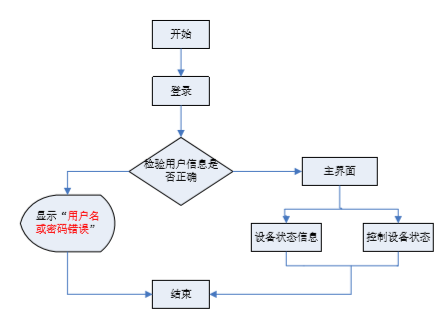 开始
登录
检验用户信息是
否正确
主界面
显示“用户名
或密码错误”
设备状态信息
控制设备状态
结束